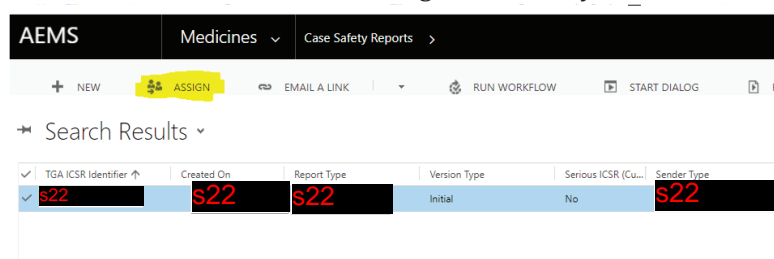 AEMS Medicines Case Safety Reports
NEW ASSIGN EMAIL A LINK RUN WORKFLOW START DIALOG
Search Results
TGA ICSR Identifier Created On Report Type Version Type Serious ICSR (Cu... Sender Type
s22 s22 s22 Initial No s22